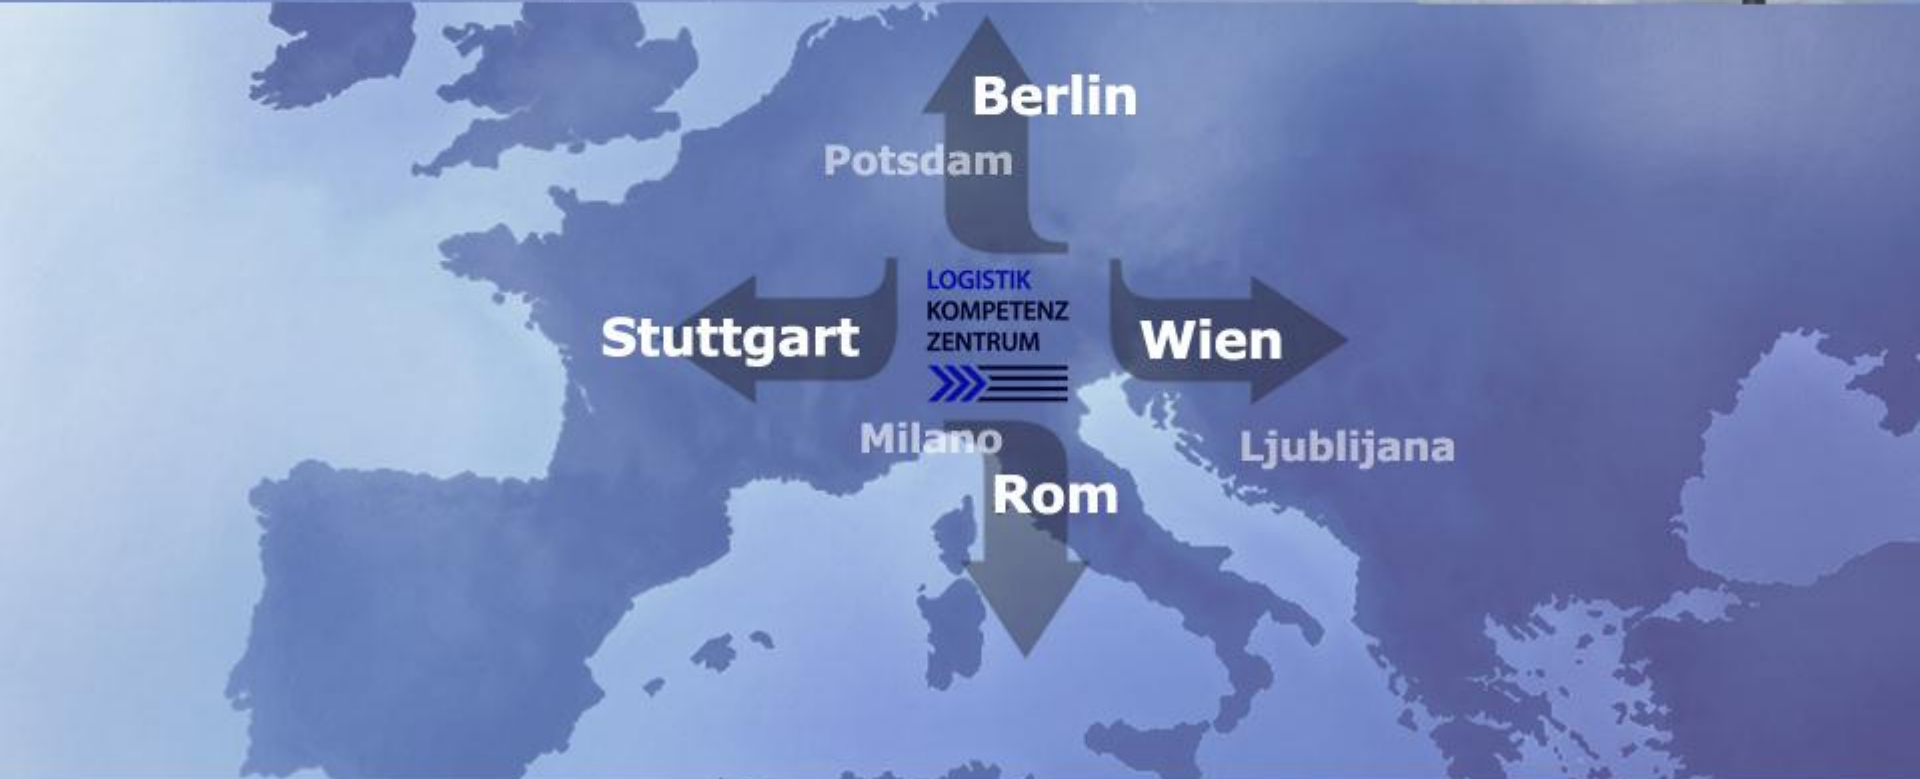 Berlin
Potsdam
LOGISTIK
KOMPETENZ
ZENTRUM
Stuttgart
Wien
Milano
Ljublijana
Rom